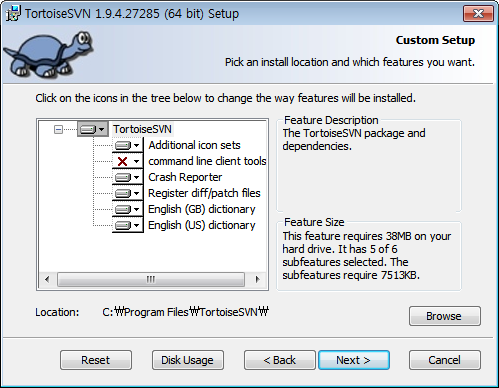 TortoiseSVN 1.9.4.27285 (64 bit) Setup
Custom Setup
Pick an install location and which features you want.
Click on the icons in the tree below to change the way features will be installed.
TortoiseSVN
Additional icon sets
command line client tools
Crash Reporter
Register diff/patch files
English (GB) dictionary
English (US) dictionary
Feature Description
The TortoiseSVN package and
dependencies.
Feature Size
This feature requires 38MB on your
hard drive. It has 5 of 6
subfeatures selected. The
subfeatures require 7513KB.
Location: C:₩Program Files₩TortoiseSVN₩
Browse
Reset
Disk Usage
< Back
Next >
Cancel